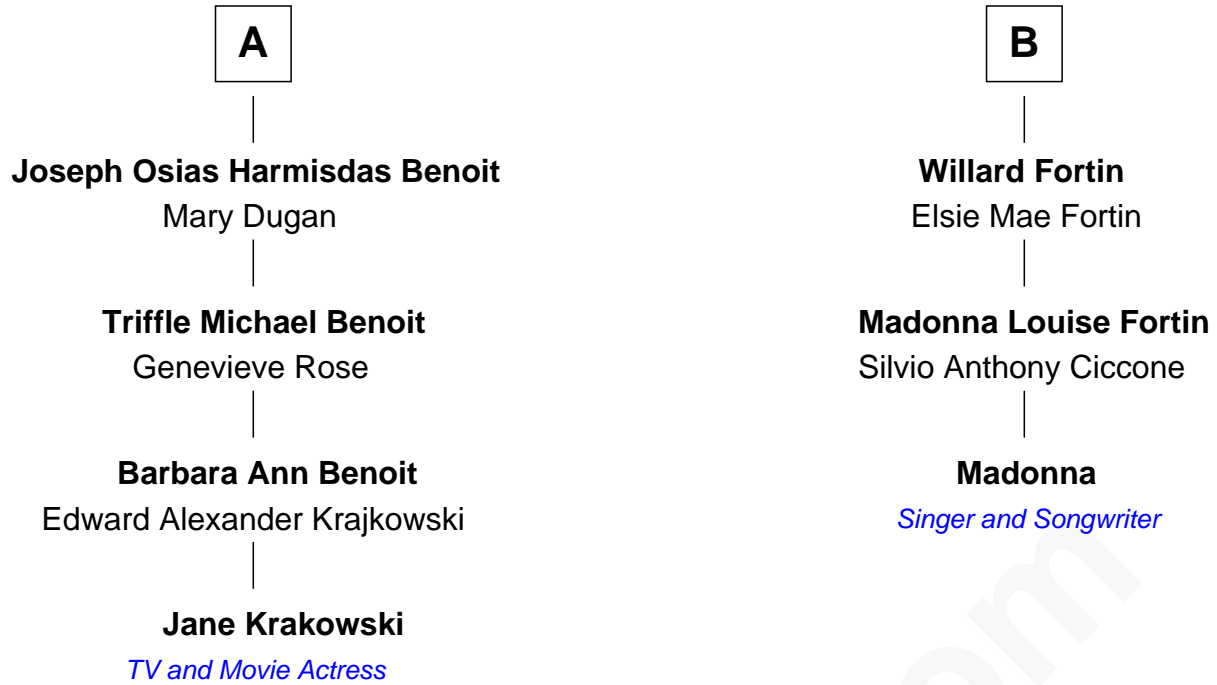 A
Joseph Osias Harmisdas Benoit
Mary Dugan
Triffle Michael Benoit
Genevieve Rose
Barbara Ann Benoit
Edward Alexander Krajkowski
Jane Krakowski
TV and Movie Actress
B
Willard Fortin
Elsie Mae Fortin
Madonna Louise Fortin
Silvio Anthony Ciccone
Madonna
Singer and Songwriter
om